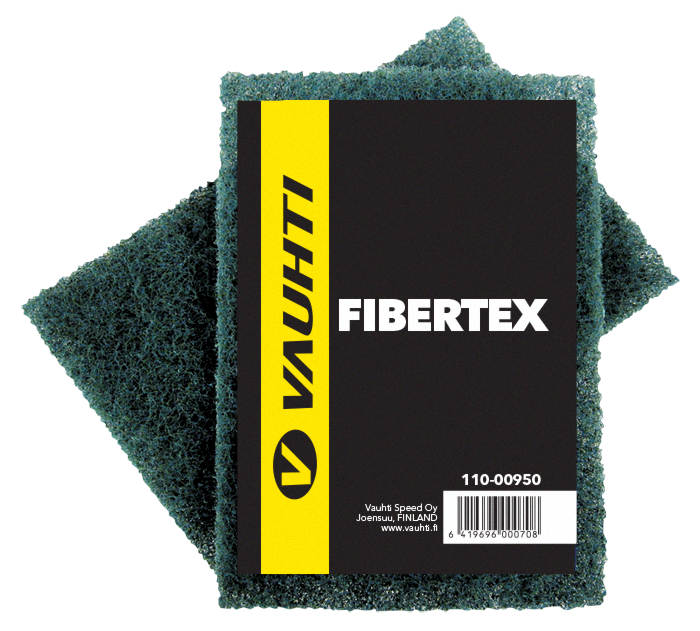 VAUHTI
FIBERTEX
110-00950
Vauhti Speed Oy
Joensuu, FINLAND
www.vauhti.fi
6 419696 000708